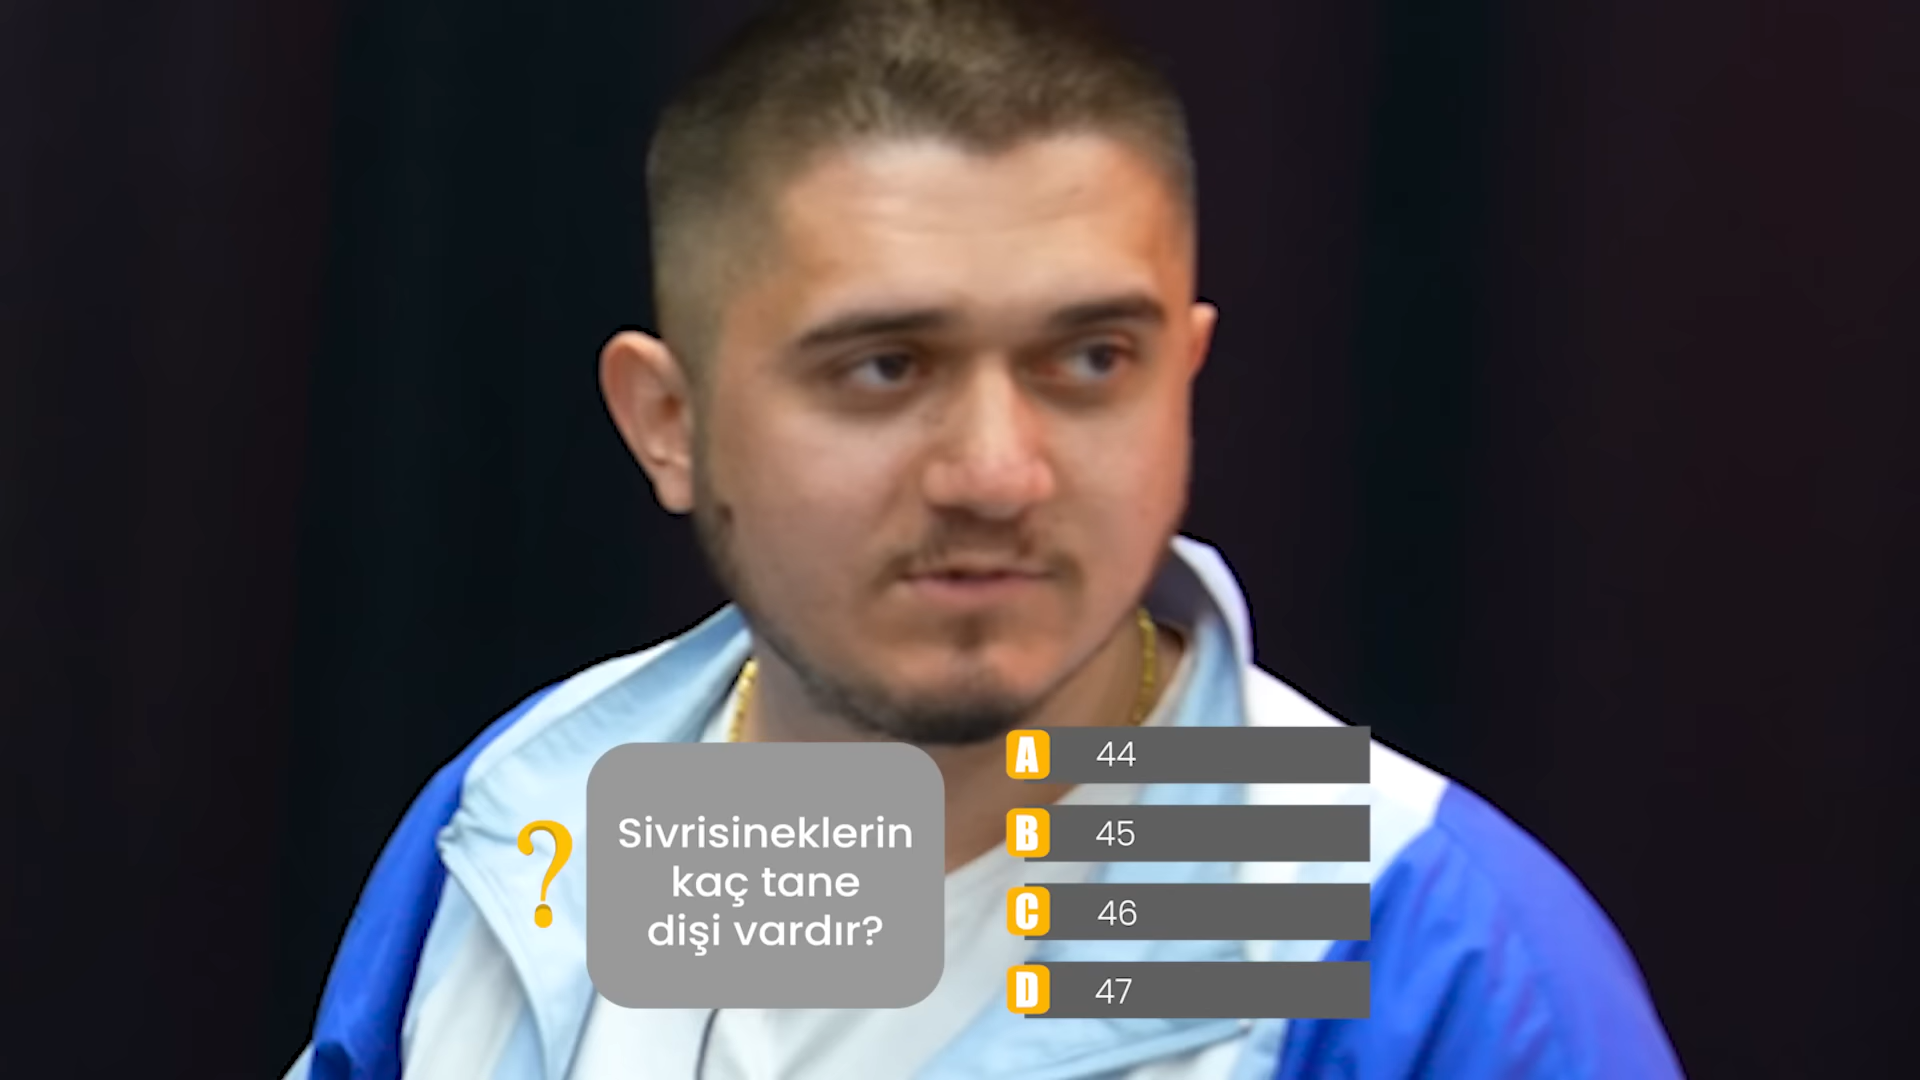 ?
Sivrisineklerin
kaç tane
dişi vardır?
A 44
B 45
C 46
D 47